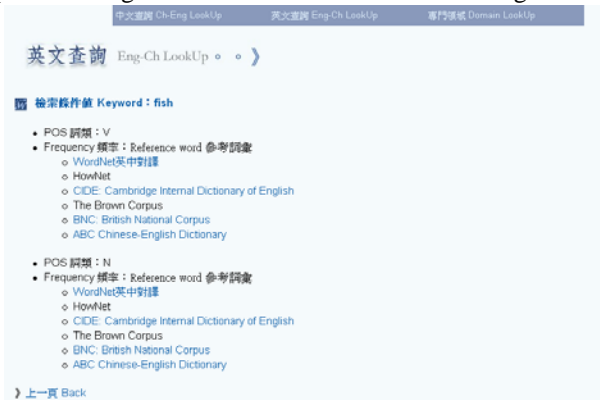 中文查詢 Ch-Eng LookUp 英文查詢 Eng-Ch LookUp 專門領域 Domain LookUp
英文查詢 Eng-Ch LookUp
檢索條件值 Keyword：fish
POS 詞類：V
Frequency 頻率：Reference word 參考詞彙
WordNet英中對譯
HowNet
CIDE: Cambridge Internal Dictionary of English
The Brown Corpus
BNC: British National Corpus
ABC Chinese-English Dictionary
POS 詞類：N
Frequency 頻率：Reference word 參考詞彙
WordNet英中對譯
HowNet
CIDE: Cambridge Internal Dictionary of English
The Brown Corpus
BNC: British National Corpus
ABC Chinese-English Dictionary
上一頁 Back